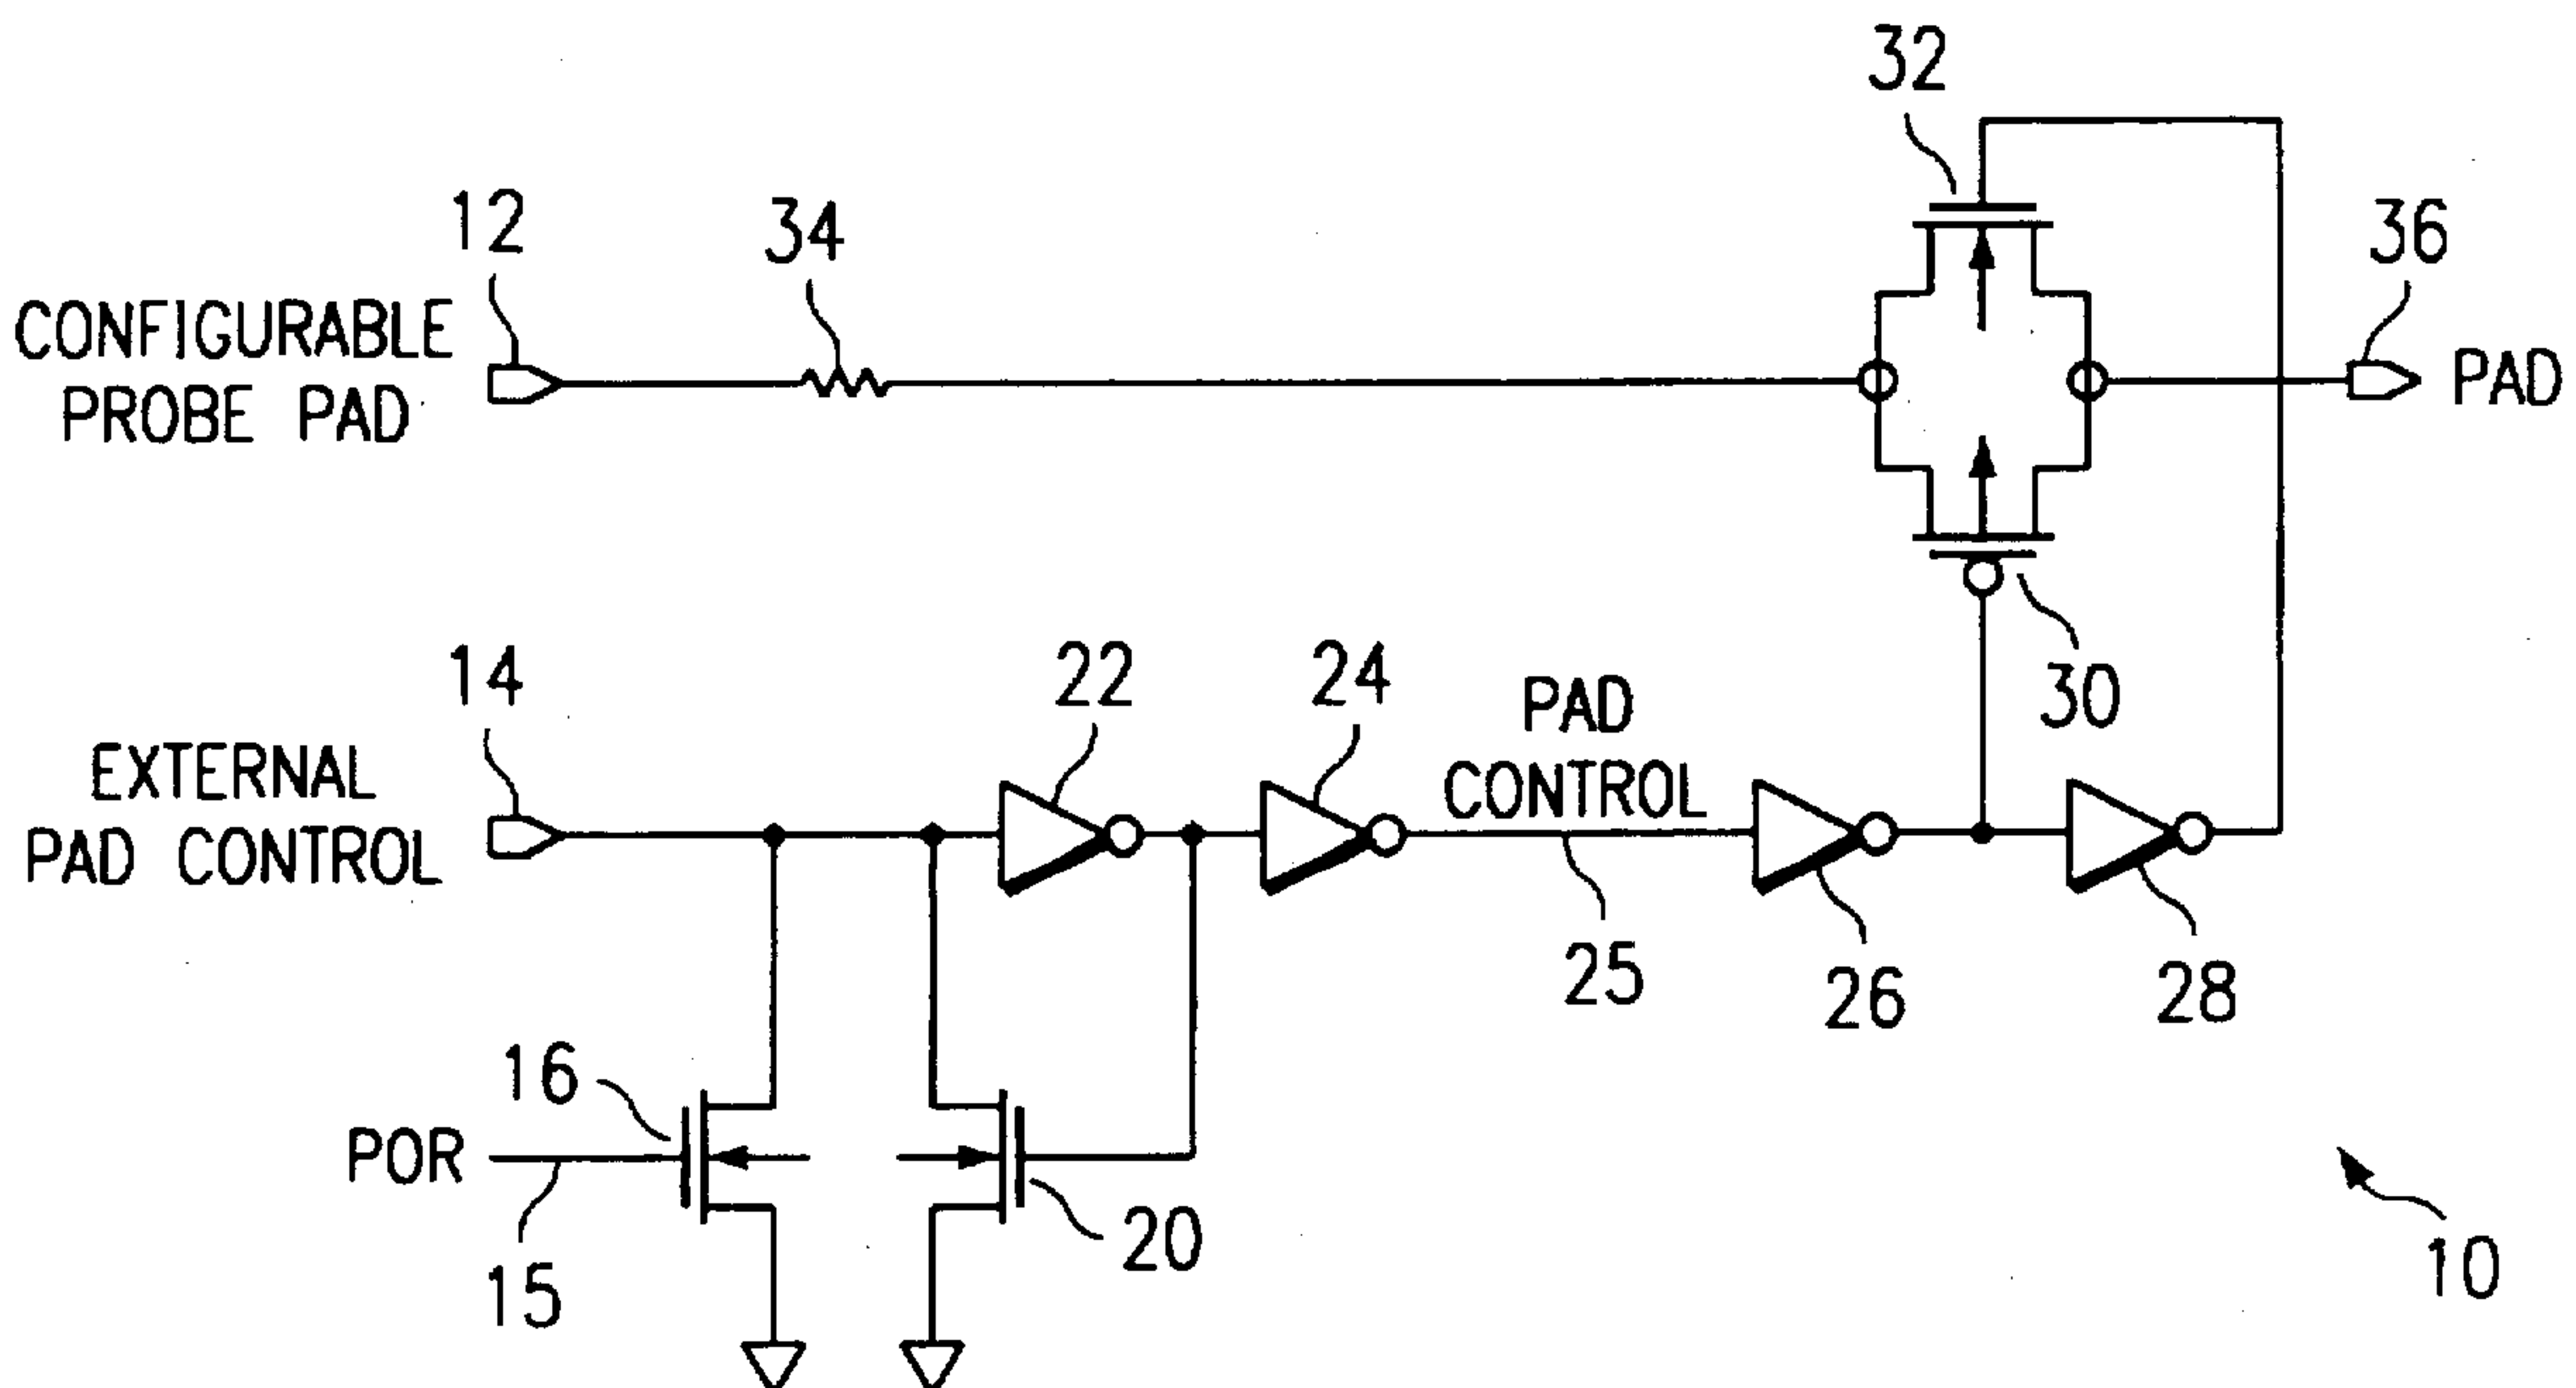 32
12
34
36
CONFIGURABLE
PROBE PAD
PAD
14
22
24
PAD
CONTROL
30
EXTERNAL
PAD CONTROL
25
26
28
16
POR
15
20
10